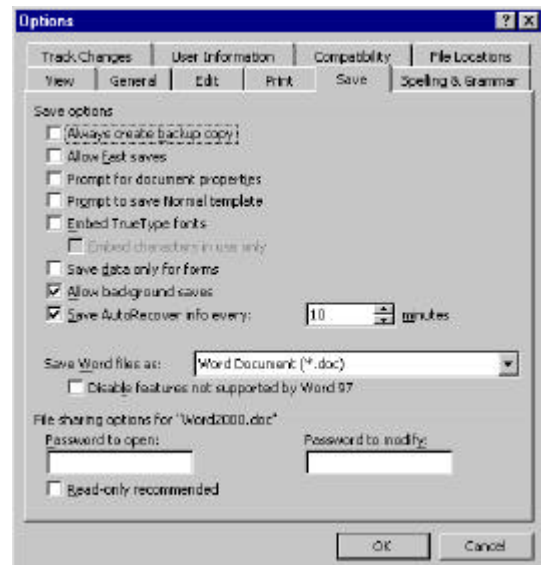 Options
Track Changes User Information Compatibility File Locations
View General Edit Print Save Spelling & Grammar
Save options
Always create backup copy
Allow fast saves
Prompt for document properties
Prompt to save Normal template
Embed TrueType fonts
Embed characters in use only
Save data only for forms
Allow background saves
Save AutoRecover info every: 10 minutes
Save Word files as: Word Document (*.doc)
Disable features not supported by Word 97
File sharing options for "Word2000.doc"
Password to open: Password to modify:
Read-only recommended
OK Cancel